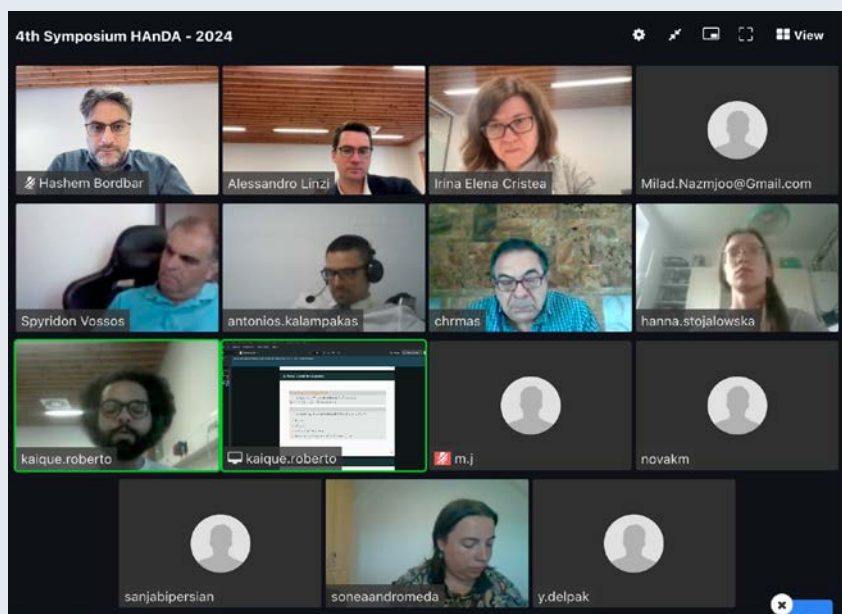 4th Symposium HAnDA - 2024
View
Hashem Bordbar
Alessandro Linzi
Irina Elena Cristea
Milad.Nazmjoo@Gmail.com
Spyridon Vossos
antonios.kalampakas
chrmas
hanna.stojalowska
kaique.roberto
kaique.roberto
m.j
novakm
sanjabipersian
soneaandromeda
y.delpak